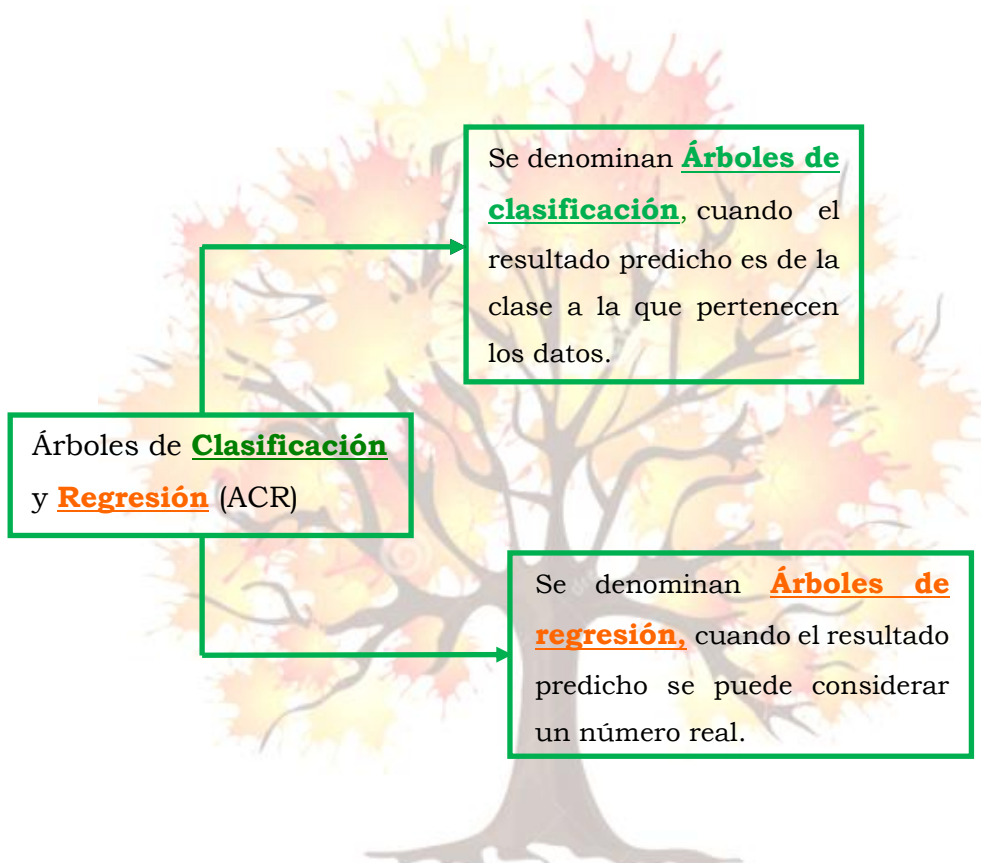 Se denominan Árboles de
clasificación, cuando el
resultado predicho es de la
clase a la que pertenecen
los datos.
Árboles de Clasificación
y Regresión (ACR)
Se denominan Árboles de
regresión, cuando el resultado
predicho se puede considerar
un número real.